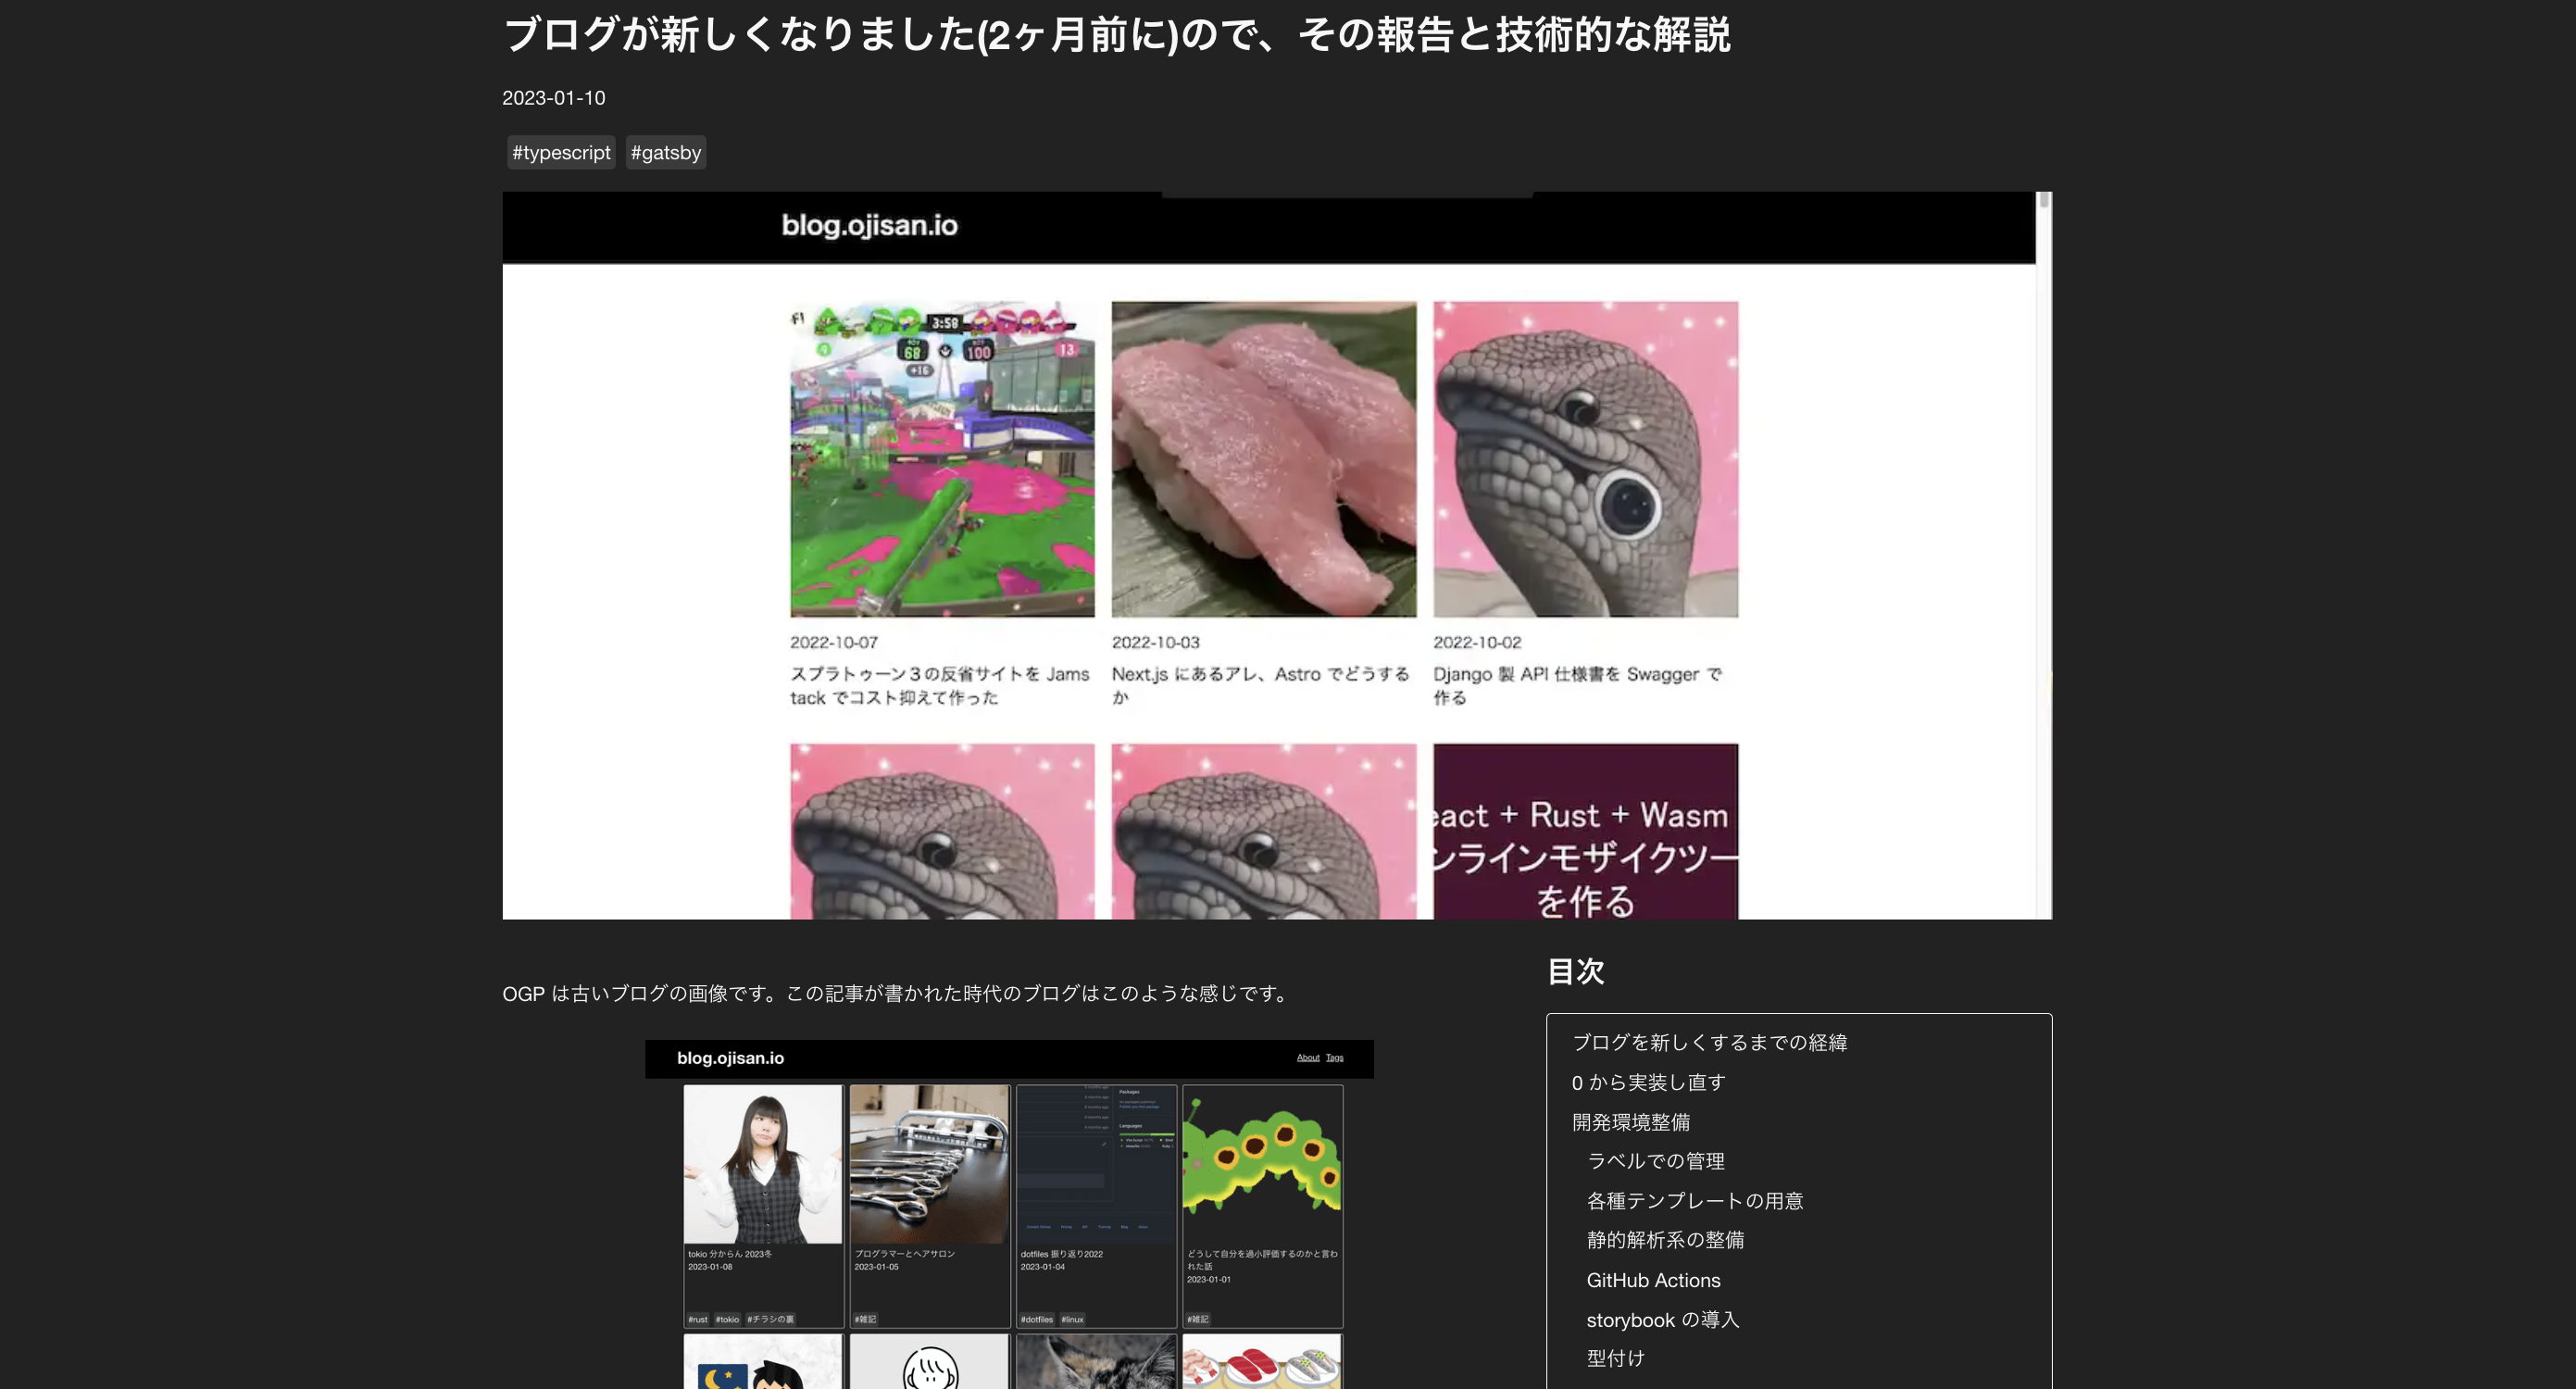 ブログが新しくなりました(2ヶ月前に)ので、その報告と技術的な解説
2023-01-10
#typescript #gatsby
blog.ojisan.io
3:58
68 100 13
+16
2022-10-07
スプラトゥーン３の反省サイトを Jams
tack でコスト抑えて作った
2022-10-03
Next.js にあるアレ、Astro でどうする
か
2022-10-02
Django 製 API 仕様書を Swagger で
作る
eact + Rust + Wasm
ンラインモザイクツー
を作る
OGP は古いブログの画像です。この記事が書かれた時代のブログはこのような感じです。
blog.ojisan.io
About Tags
Packages
Languages
tokio 分からん 2023冬
2023-01-08
#rust #tokio #チラシの裏
プログラマーとヘアサロン
2023-01-05
#雑記
dotfiles 振り返り2022
2023-01-04
#dotfiles #linux
どうして自分を過小評価するのかと言わ
れた話
2023-01-01
#雑記
目次
ブログを新しくするまでの経緯
0 から実装し直す
開発環境整備
ラベルでの管理
各種テンプレートの用意
静的解析系の整備
GitHub Actions
storybook の導入
型付け